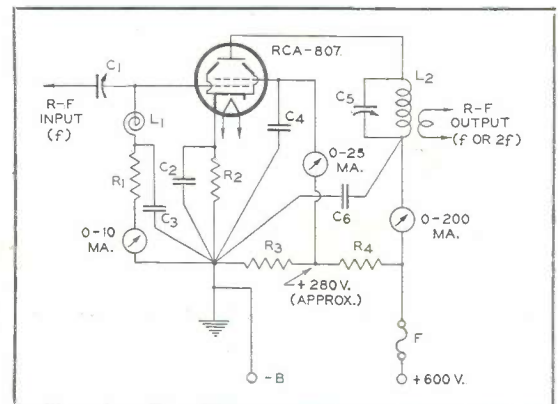 RCA-807.
C1
L2
C5
R-F
INPUT
(f)
R-F
OUTPUT
(f OR 2f)
L1
C4
0-25
MA.
R1
C2
R2
C3
C6
0-10
MA.
0-200
MA.
R3
R4
+280 V.
(APPROX.)
F
-B
+600 V.